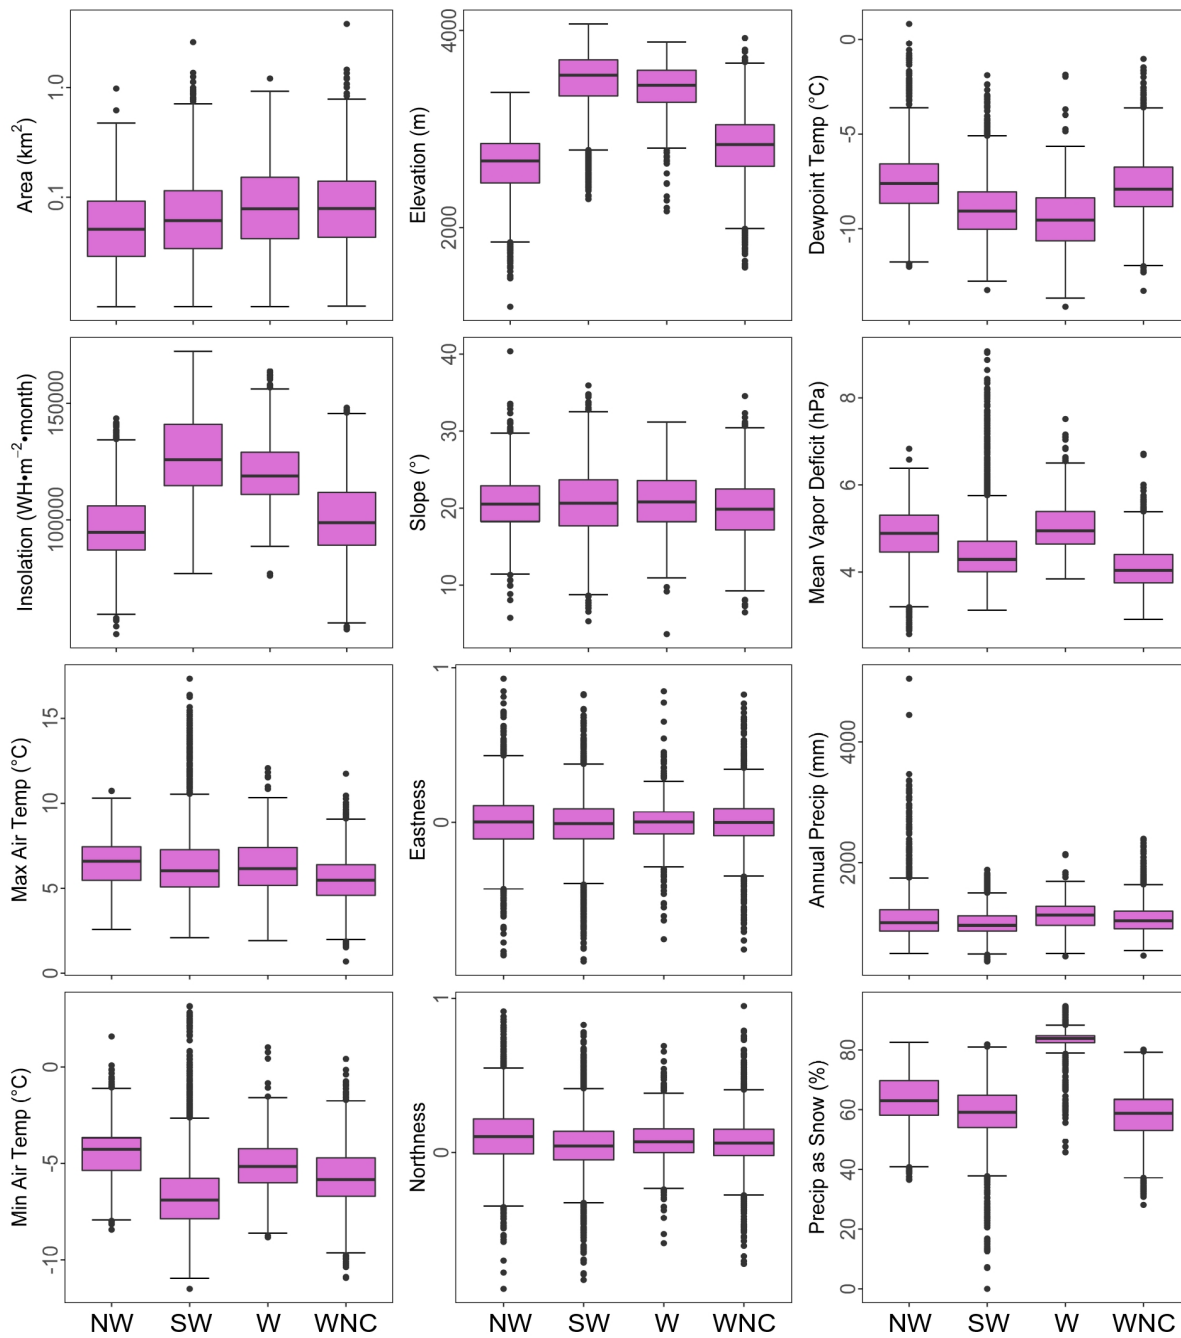 Area (km²)
1.0
0.1
Elevation (m)
4000
2000
Dewpoint Temp (°C)
0
-5
-10
Insolation (WH•m⁻²•month)
150000
100000
Slope (°)
40
30
20
10
Mean Vapor Deficit (hPa)
8
6
4
Max Air Temp (°C)
15
10
5
0
Eastness
1
0
Annual Precip (mm)
4000
2000
Min Air Temp (°C)
0
-5
-10
Northness
1
0
Precip as Snow (%)
80
60
40
20
0
NW SW W WNC
NW SW W WNC
NW SW W WNC